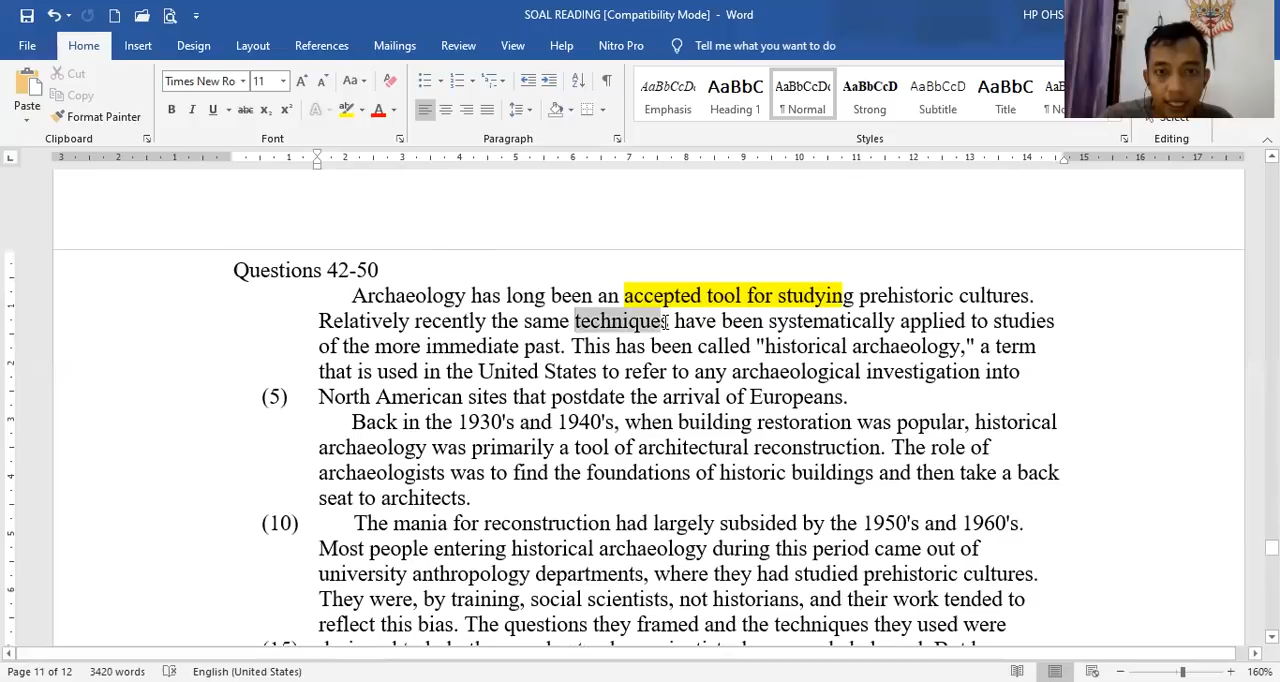 SOAL READING [Compatibility Mode] - Word
HP OHS
File Home Insert Design Layout References Mailings Review View Help Nitro Pro Tell me what you want to do
Paste
Cut
Copy
Format Painter
Clipboard
Times New Ro 11
Font
Paragraph
AaBbCcDc Emphasis
AaBbC Heading 1
AaBbCcDc ¶ Normal
AaBbCcDc Strong
AaBbCcD Subtitle
AaBbC Title
Styles
Editing
Questions 42-50
Archaeology has long been an accepted tool for studying prehistoric cultures.
Relatively recently the same techniques have been systematically applied to studies
of the more immediate past. This has been called "historical archaeology," a term
that is used in the United States to refer to any archaeological investigation into
(5) North American sites that postdate the arrival of Europeans.
Back in the 1930's and 1940's, when building restoration was popular, historical
archaeology was primarily a tool of architectural reconstruction. The role of
archaeologists was to find the foundations of historic buildings and then take a back
seat to architects.
(10) The mania for reconstruction had largely subsided by the 1950's and 1960's.
Most people entering historical archaeology during this period came out of
university anthropology departments, where they had studied prehistoric cultures.
They were, by training, social scientists, not historians, and their work tended to
reflect this bias. The questions they framed and the techniques they used were
Page 11 of 12 3420 words English (United States) 160%